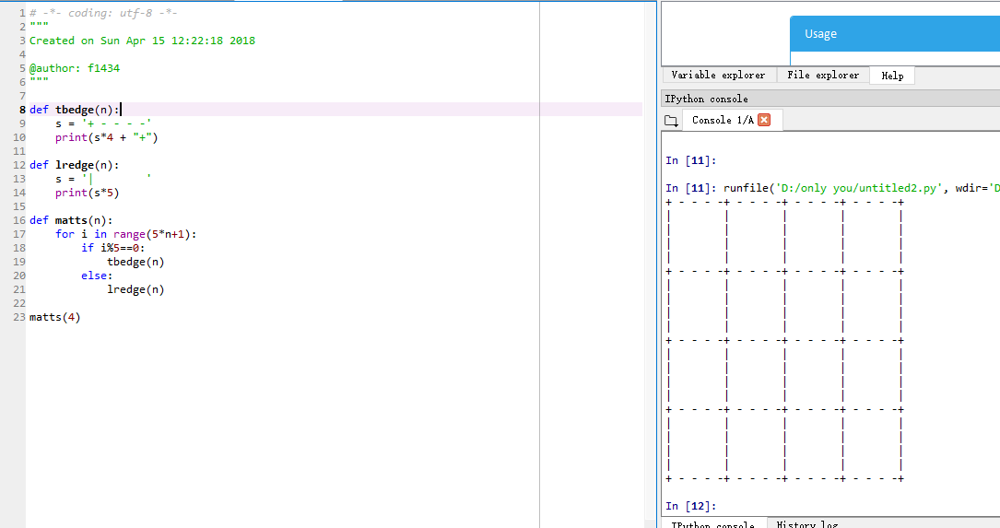 1 # -*- coding: utf-8 -*-
2 """
3 Created on Sun Apr 15 12:22:18 2018
4
5 @author: f1434
6 """
7
8 def tbedge(n):
9     s = '+ - - - -'
10     print(s*4 + "+")
11
12 def lredge(n):
13     s = '|        '
14     print(s*5)
15
16 def matts(n):
17     for i in range(5*n+1):
18         if i%5==0:
19             tbedge(n)
20         else:
21             lredge(n)
22
23 matts(4)
Usage
Variable explorer File explorer Help
IPython console
Console 1/A
In [11]:
In [11]: runfile('D:/only you/untitled2.py', wdir='D
+ - - - -+ - - - -+ - - - -+ - - - -+
|        |        |        |        |
|        |        |        |        |
|        |        |        |        |
|        |        |        |        |
+ - - - -+ - - - -+ - - - -+ - - - -+
|        |        |        |        |
|        |        |        |        |
|        |        |        |        |
|        |        |        |        |
+ - - - -+ - - - -+ - - - -+ - - - -+
|        |        |        |        |
|        |        |        |        |
|        |        |        |        |
|        |        |        |        |
+ - - - -+ - - - -+ - - - -+ - - - -+
|        |        |        |        |
|        |        |        |        |
|        |        |        |        |
|        |        |        |        |
+ - - - -+ - - - -+ - - - -+ - - - -+
In [12]:
IPython console History log